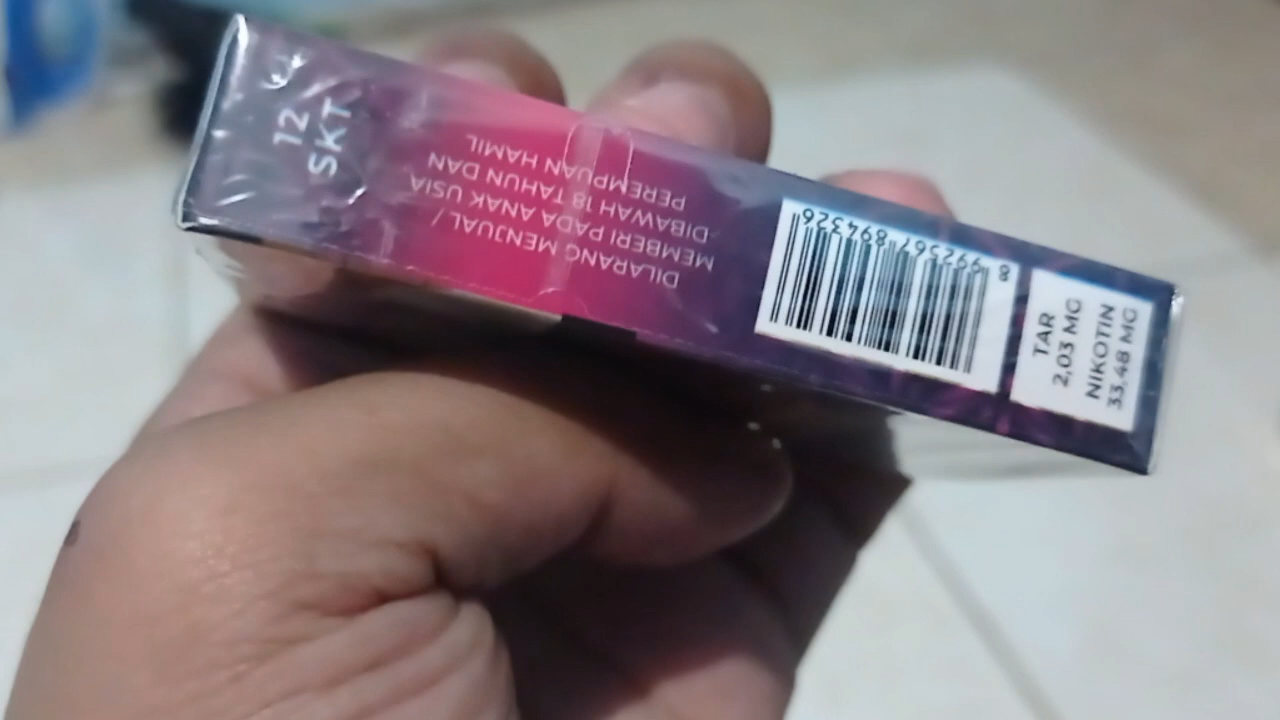 12
SKT
DILARANG MENJUAL /
MEMBERI PADA ANAK USIA
DIBAWAH 18 TAHUN DAN
PEREMPUAN HAMIL
8 992567 894326
TAR
2,03 MG
NIKOTIN
33.48 MG